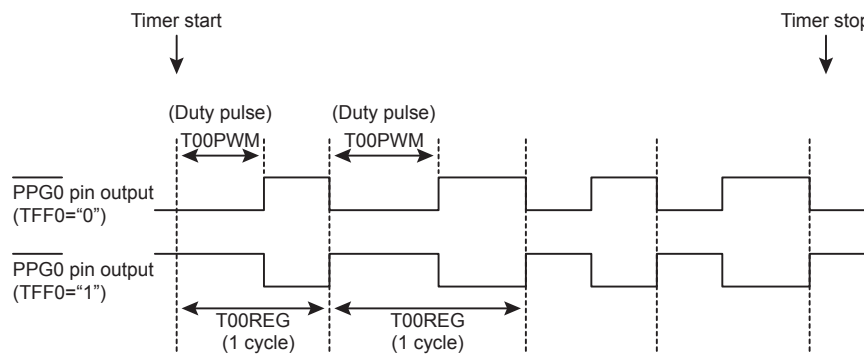 Timer start
Timer stop
(Duty pulse)
T00PWM
(Duty pulse)
T00PWM
PPG0 pin output
(TFF0=“0”)
PPG0 pin output
(TFF0=“1”)
T00REG
(1 cycle)
T00REG
(1 cycle)